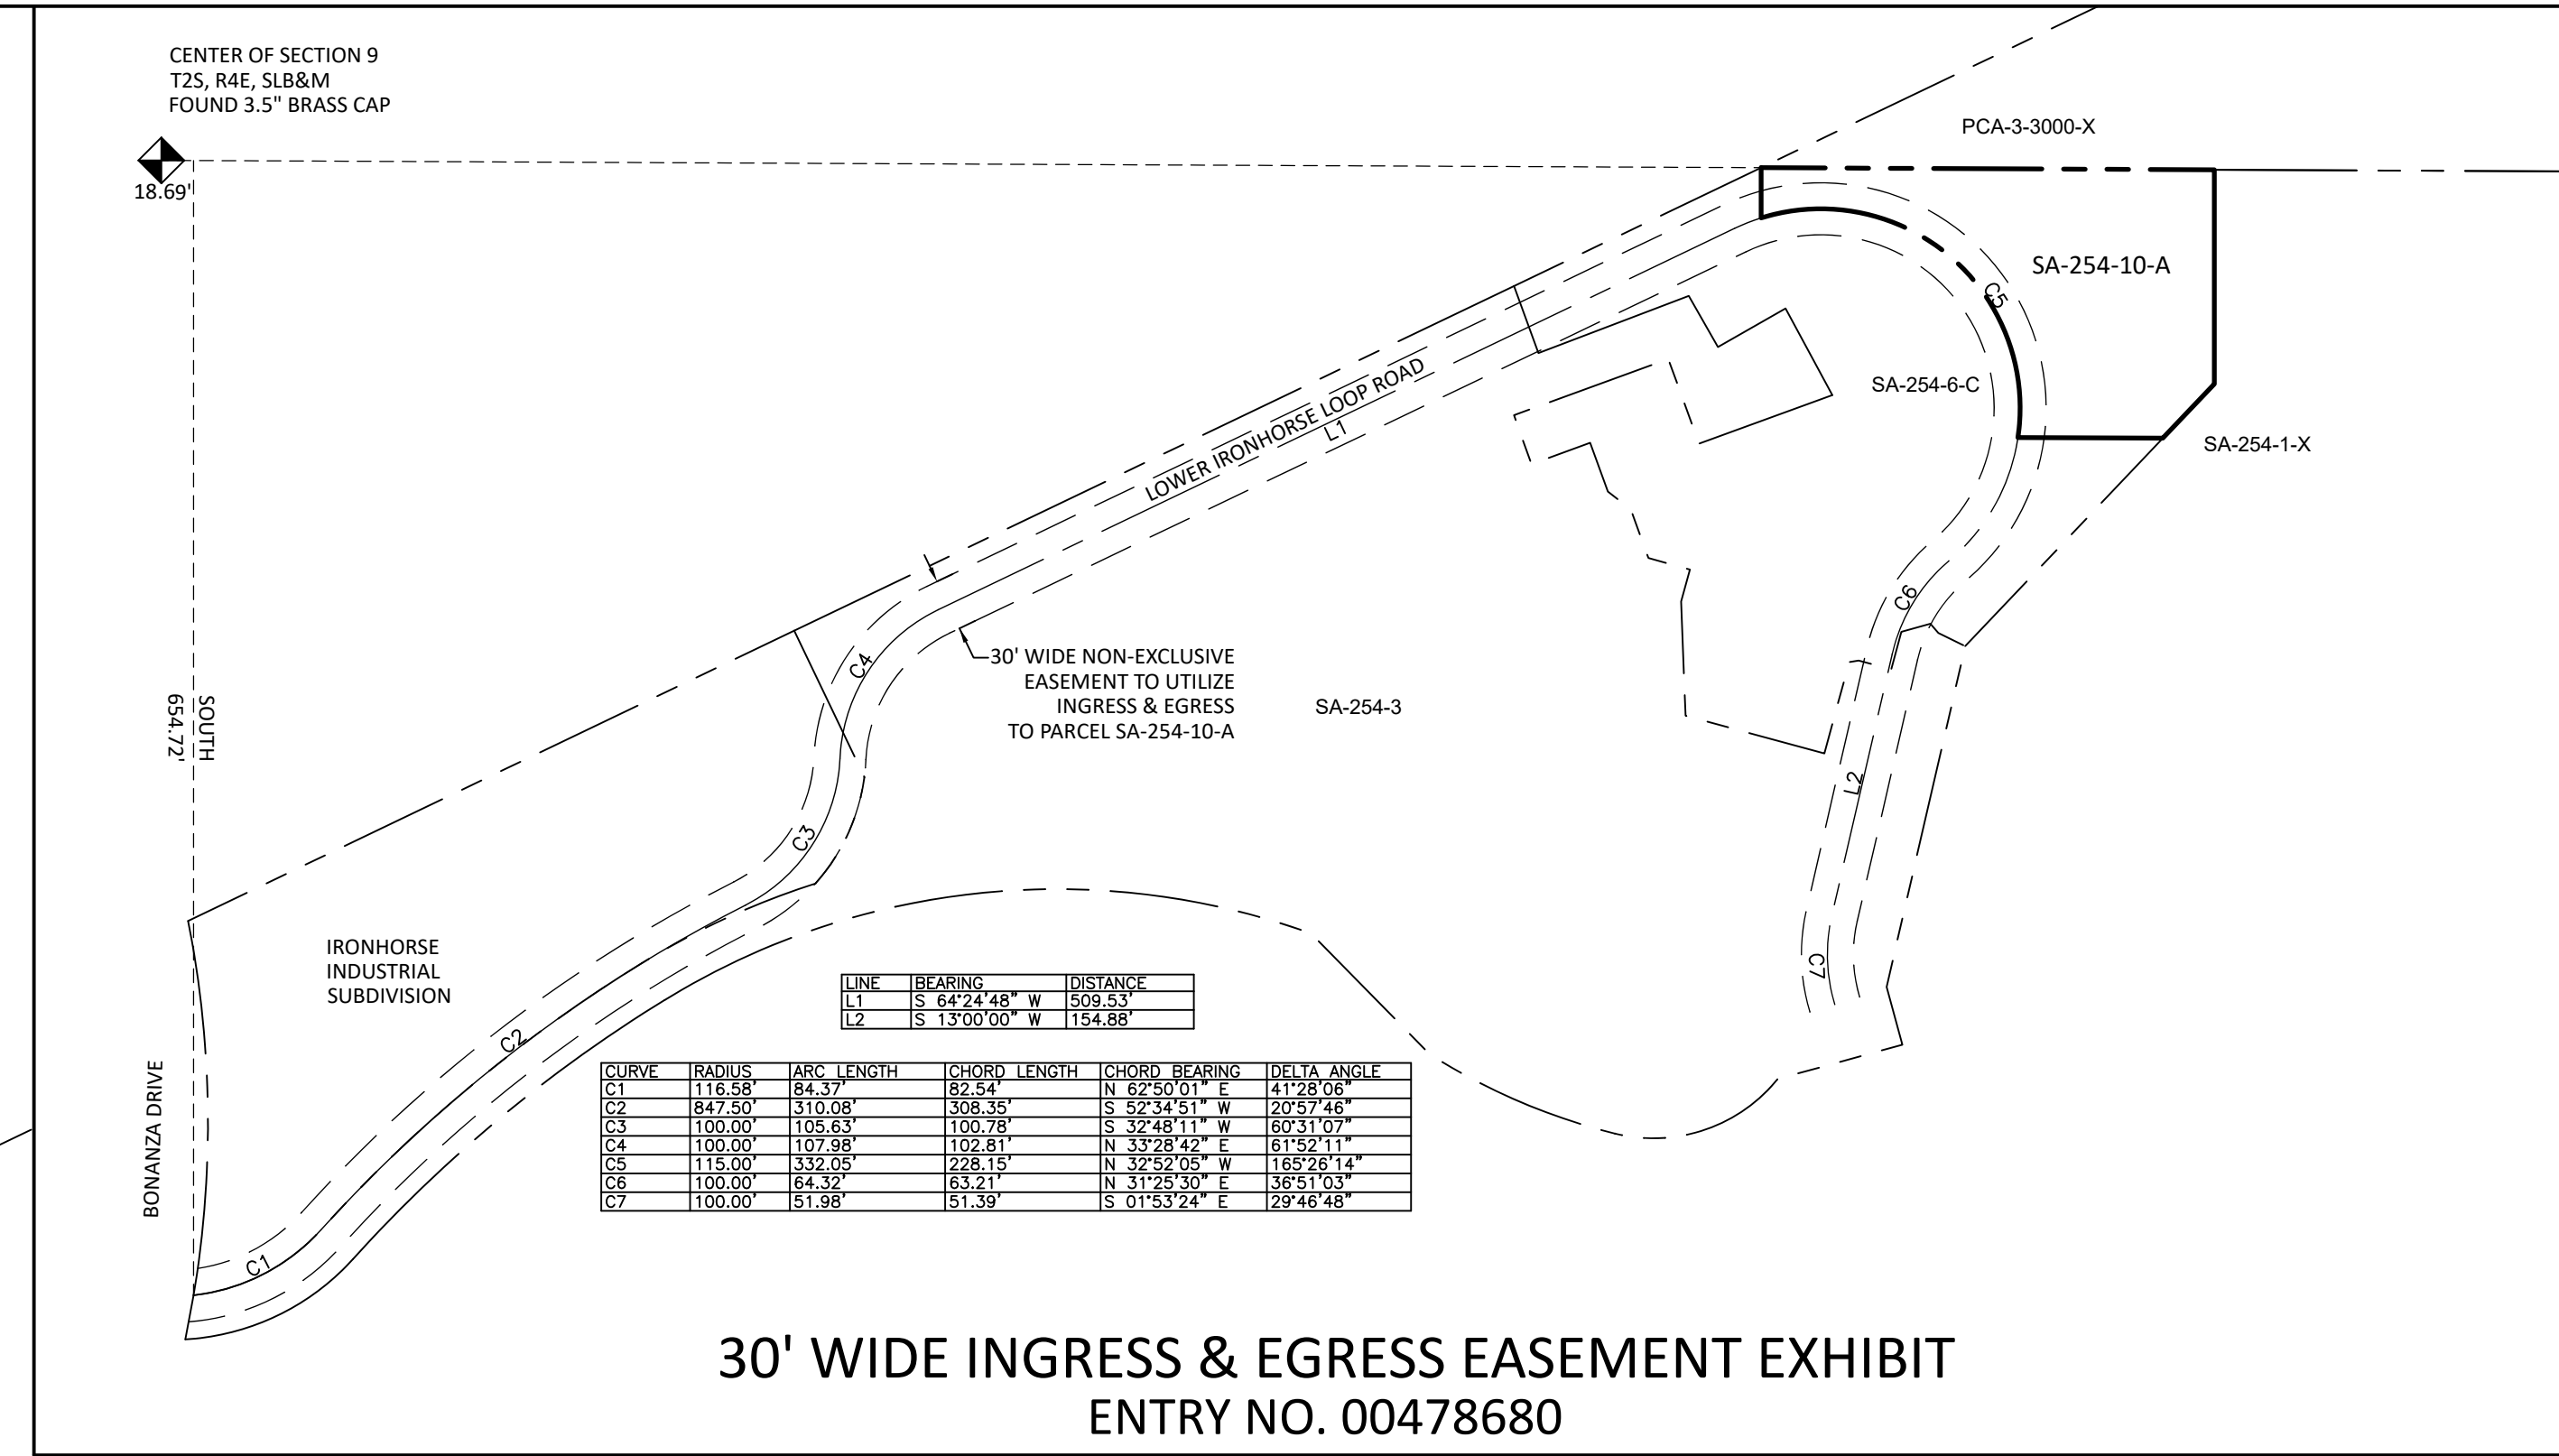 CENTER OF SECTION 9
T2S, R4E, SLB&M
FOUND 3.5" BRASS CAP
18.69'
PCA-3-3000-X
SA-254-10-A
C5
SA-254-6-C
SA-254-1-X
LOWER IRONHORSE LOOP ROAD
L1
C6
C4
30' WIDE NON-EXCLUSIVE
EASEMENT TO UTILIZE
INGRESS & EGRESS
TO PARCEL SA-254-10-A
SA-254-3
SOUTH
654.72'
L2
C3
IRONHORSE
INDUSTRIAL
SUBDIVISION
C7
C2
LINE BEARING DISTANCE
L1 S 64°24'48" W 509.53'
L2 S 13°00'00" W 154.88'
BONANZA DRIVE
CURVE RADIUS ARC LENGTH CHORD LENGTH CHORD BEARING DELTA ANGLE
C1 116.58' 84.37' 82.54' N 62°50'01" E 41°28'06"
C2 847.50' 310.08' 308.35' S 52°34'51" W 20°57'46"
C3 100.00' 105.63' 100.78' S 32°48'11" W 60°31'07"
C4 100.00' 107.98' 102.81' N 33°28'42" E 61°52'11"
C5 115.00' 332.05' 228.15' N 32°52'05" W 165°26'14"
C6 100.00' 64.32' 63.21' N 31°25'30" E 36°51'03"
C7 100.00' 51.98' 51.39' S 01°53'24" E 29°46'48"
C1
30' WIDE INGRESS & EGRESS EASEMENT EXHIBIT
ENTRY NO. 00478680